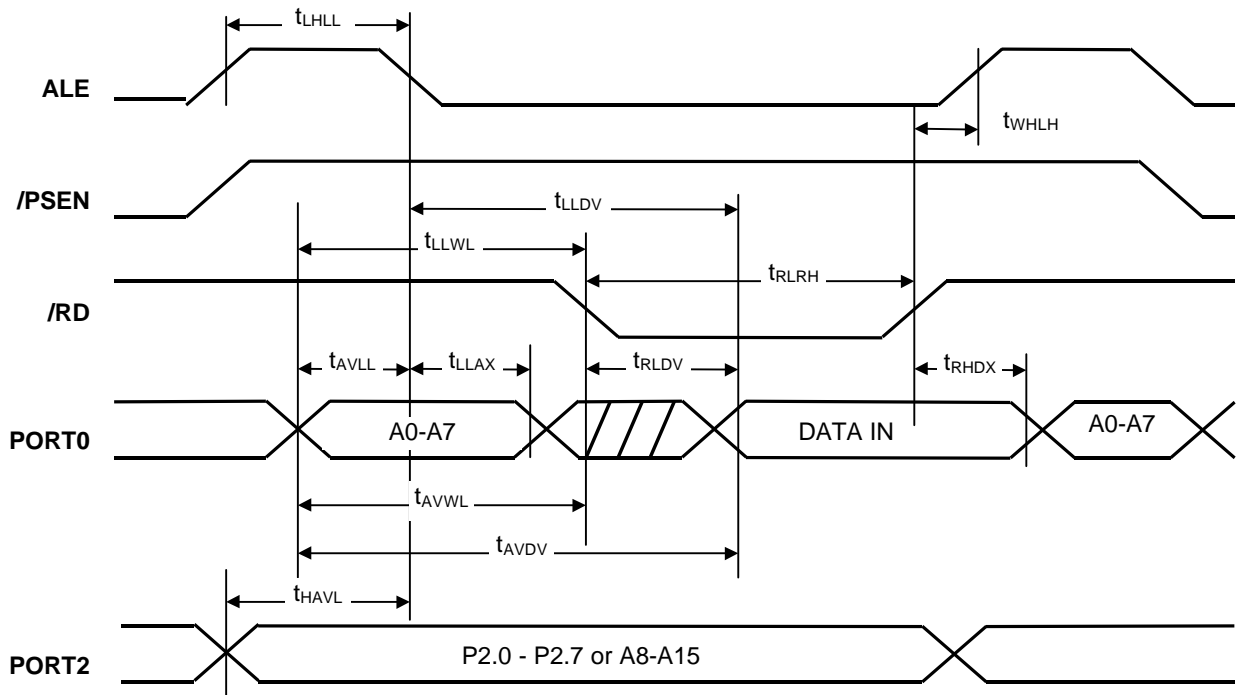 tLHLL
ALE
tWHLH
/PSEN
tLLDV
tLLWL
tRLRH
/RD
tAVLL
tLLAX
tRLDV
tRHDX
PORT0
A0-A7
DATA IN
A0-A7
tAVWL
tAVDV
tHAVL
PORT2
P2.0 - P2.7 or A8-A15